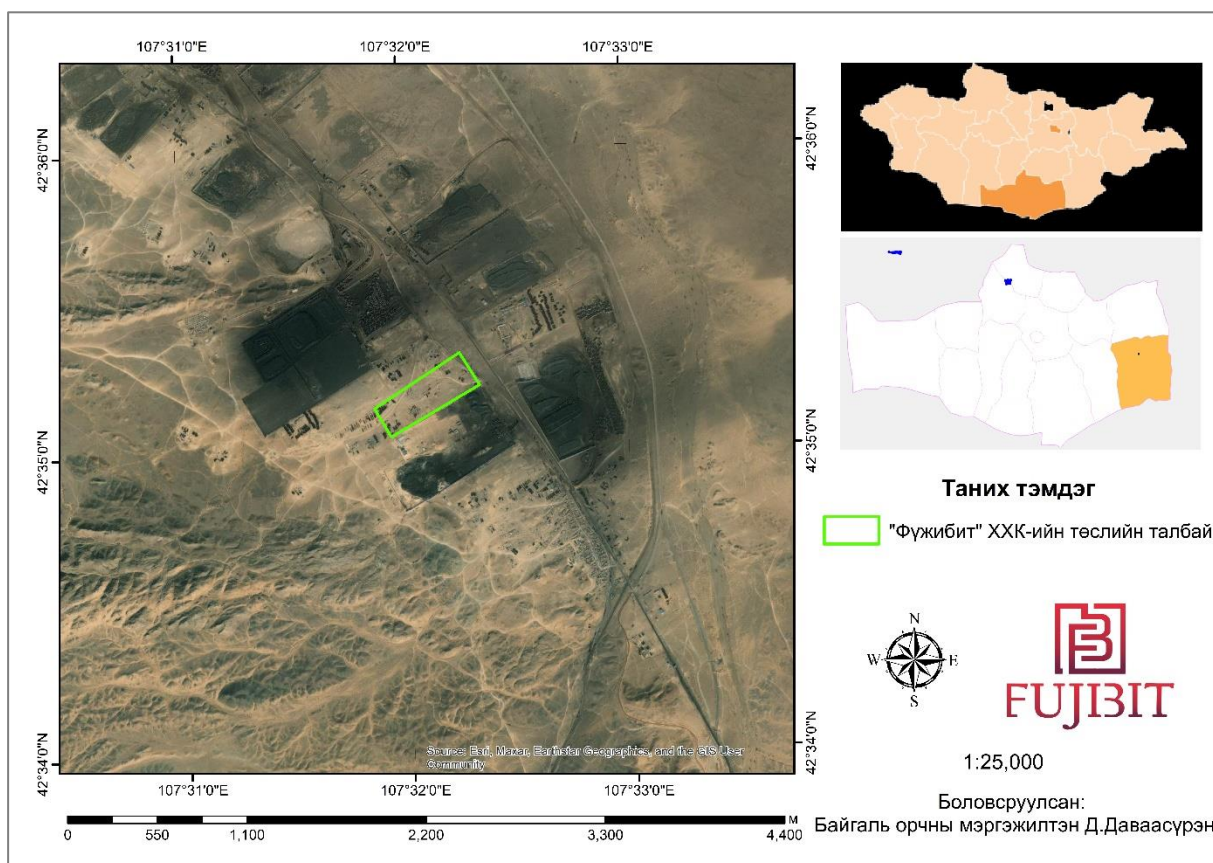 107°31'0"E 107°32'0"E 107°33'0"E
42°36'0"N 42°36'0"N
42°35'0"N 42°35'0"N
42°34'0"N 42°34'0"N
Source: Esri, Maxar, Earthstar Geographics, and the GIS User
Community
107°31'0"E 107°32'0"E 107°33'0"E
М
0 550 1,100 2,200 3,300 4,400
Таних тэмдэг
"Фүжибит" ХХК-ийн төслийн талбай
N
W E
S
FUJIBIT
1:25,000
Боловсруулсан:
Байгаль орчны мэргэжилтэн Д.Даваасүрэн